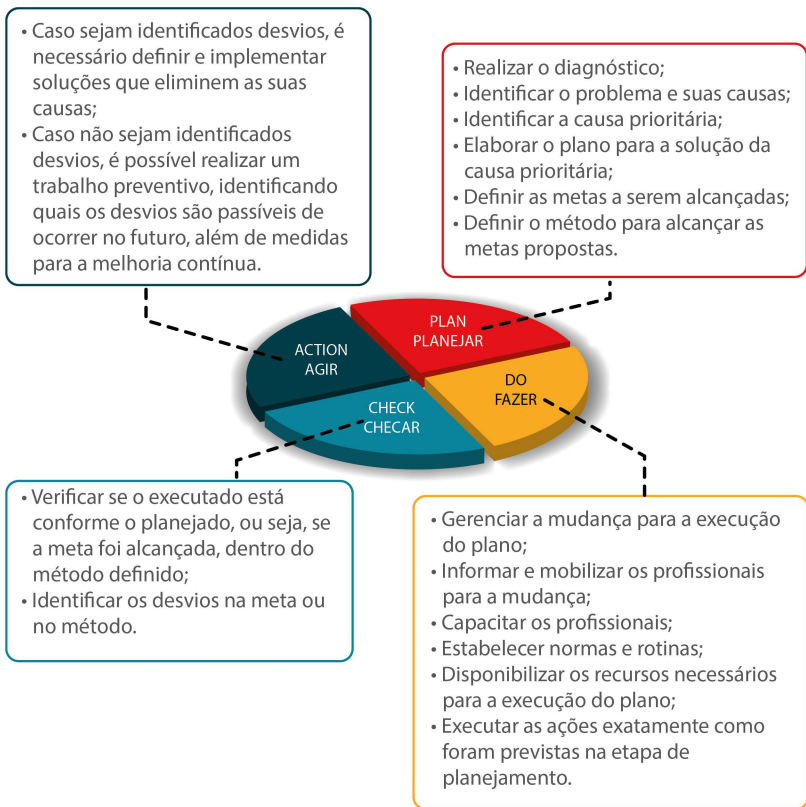 • Caso sejam identificados desvios, é
necessário definir e implementar
soluções que eliminem as suas
causas;
• Caso não sejam identificados
desvios, é possível realizar um
trabalho preventivo, identificando
quais os desvios são passíveis de
ocorrer no futuro, além de medidas
para a melhoria contínua.
• Realizar o diagnóstico;
• Identificar o problema e suas causas;
• Identificar a causa prioritária;
• Elaborar o plano para a solução da
causa prioritária;
• Definir as metas a serem alcançadas;
• Definir o método para alcançar as
metas propostas.
ACTION
AGIR
PLAN
PLANEJAR
DO
FAZER
CHECK
CHECAR
• Verificar se o executado está
conforme o planejado, ou seja, se
a meta foi alcançada, dentro do
método definido;
• Identificar os desvios na meta ou
no método.
• Gerenciar a mudança para a execução
do plano;
• Informar e mobilizar os profissionais
para a mudança;
• Capacitar os profissionais;
• Estabelecer normas e rotinas;
• Disponibilizar os recursos necessários
para a execução do plano;
• Executar as ações exatamente como
foram previstas na etapa de
planejamento.